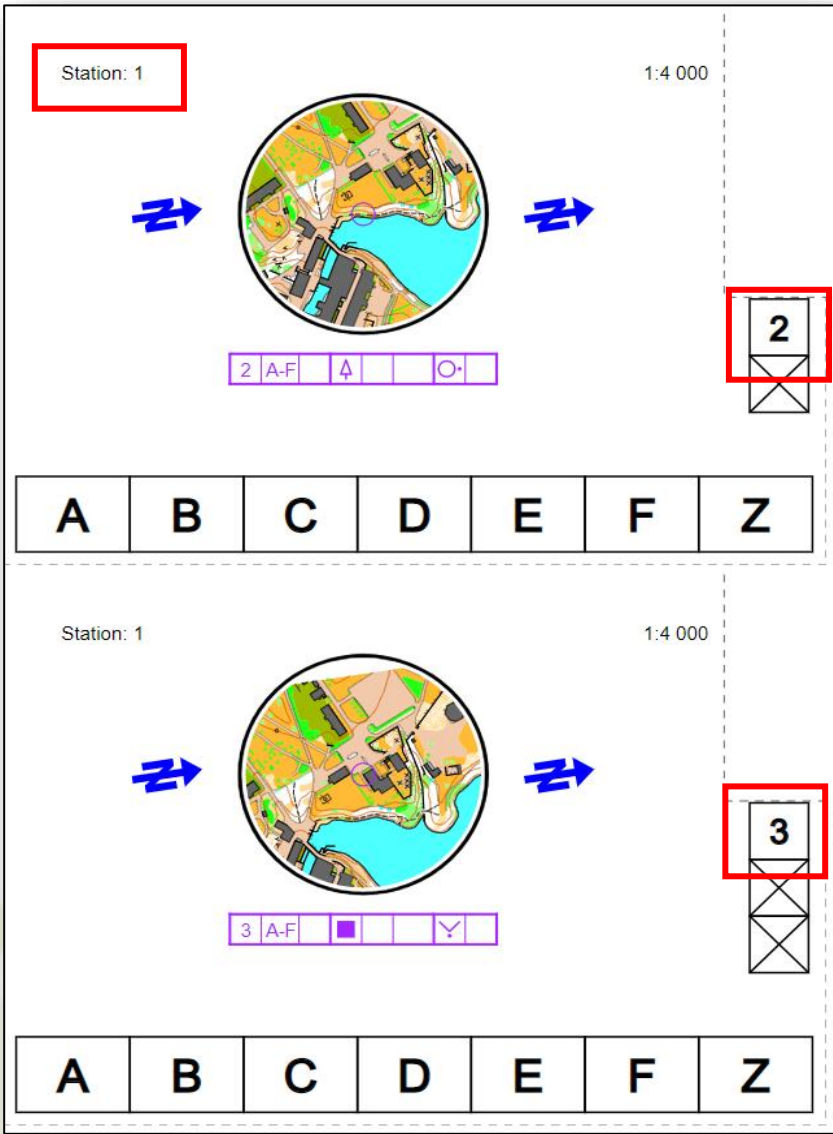 Station: 1 1:4 000
2
2 A-F
A B C D E F Z
Station: 1 1:4 000
3
3 A-F
A B C D E F Z